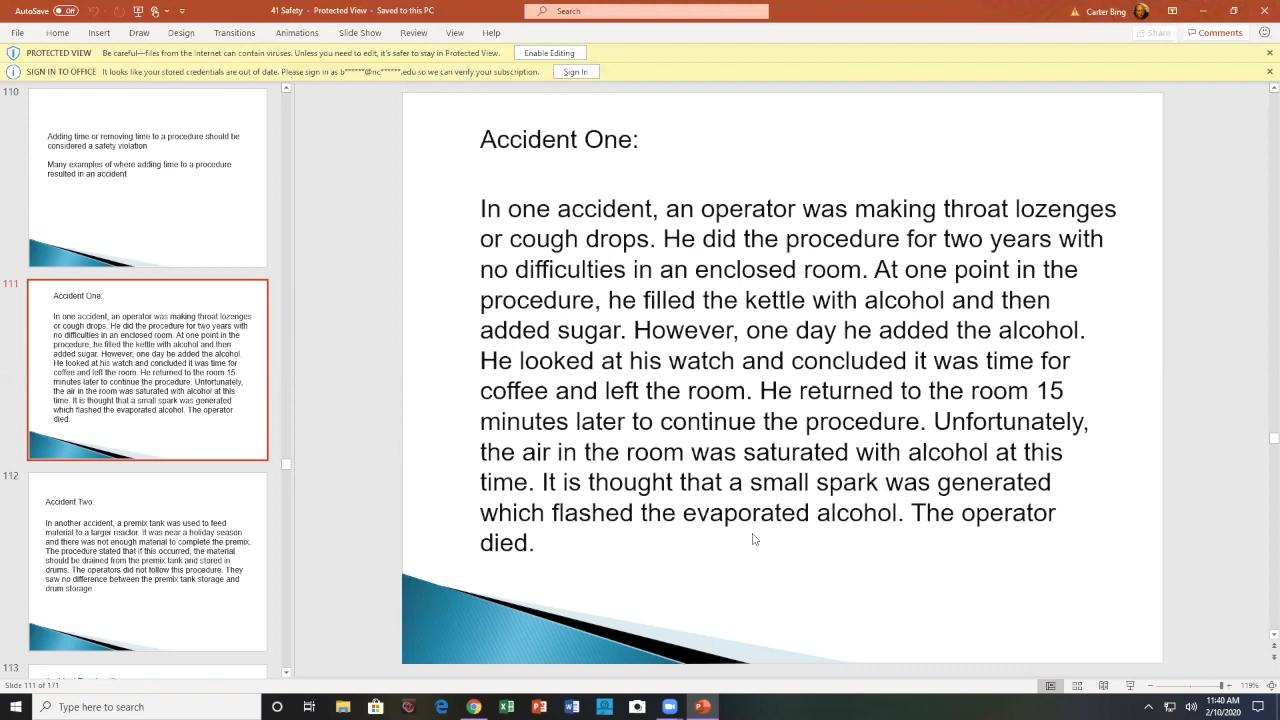 AutoSave Off
41 Safety - Protected View - Saved to this PC
Search
Carter Bing
File Home Insert Draw Design Transitions Animations Slide Show Review View Help
Share Comments
PROTECTED VIEW Be careful—files from the Internet can contain viruses. Unless you need to edit, it's safer to stay in Protected View. Enable Editing
SIGN IN TO OFFICE It looks like your stored credentials are out of date. Please sign in as b******@nc******.edu so we can verify your subscription. Sign In
110
Adding time or removing time to a procedure should be
considered a safety violation
Many examples of where adding time to a procedure
resulted in an accident
111
Accident One:
In one accident, an operator was making throat lozenges
or cough drops. He did the procedure for two years with
no difficulties in an enclosed room. At one point in the
procedure, he filled the kettle with alcohol and then
added sugar. However, one day he added the alcohol.
He looked at his watch and concluded it was time for
coffee and left the room. He returned to the room 15
minutes later to continue the procedure. Unfortunately,
the air in the room was saturated with alcohol at this
time. It is thought that a small spark was generated
which flashed the evaporated alcohol. The operator
died.
112
Accident Two:
In another accident, a premix tank was used to feed
material to a larger reactor. It was near a holiday season
and there was not enough material to complete the premix.
The procedure stated that if this occurred, the material
should be drained from the premix tank and stored in
drums. The operators did not follow this procedure. They
saw no difference between the premix tank storage and
drum storage.
113
Accident One:
In one accident, an operator was making throat lozenges
or cough drops. He did the procedure for two years with
no difficulties in an enclosed room. At one point in the
procedure, he filled the kettle with alcohol and then
added sugar. However, one day he added the alcohol.
He looked at his watch and concluded it was time for
coffee and left the room. He returned to the room 15
minutes later to continue the procedure. Unfortunately,
the air in the room was saturated with alcohol at this
time. It is thought that a small spark was generated
which flashed the evaporated alcohol. The operator
died.
Slide 111 of 171
119%
Type here to search
11:40 AM
2/10/2020